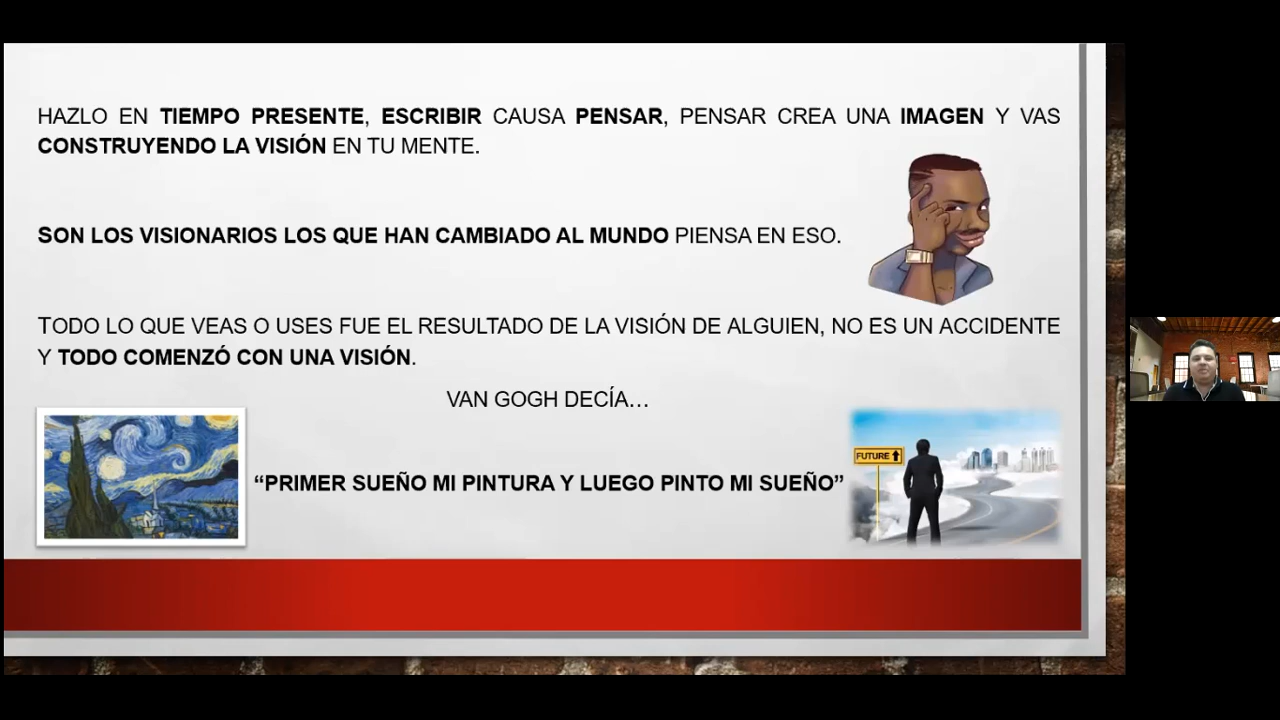 HAZLO EN TIEMPO PRESENTE, ESCRIBIR CAUSA PENSAR, PENSAR CREA UNA IMAGEN Y VAS
CONSTRUYENDO LA VISIÓN EN TU MENTE.
SON LOS VISIONARIOS LOS QUE HAN CAMBIADO AL MUNDO PIENSA EN ESO.
TODO LO QUE VEAS O USES FUE EL RESULTADO DE LA VISIÓN DE ALGUIEN, NO ES UN ACCIDENTE
Y TODO COMENZÓ CON UNA VISIÓN.
VAN GOGH DECÍA…
FUTURE
“PRIMER SUEÑO MI PINTURA Y LUEGO PINTO MI SUEÑO”